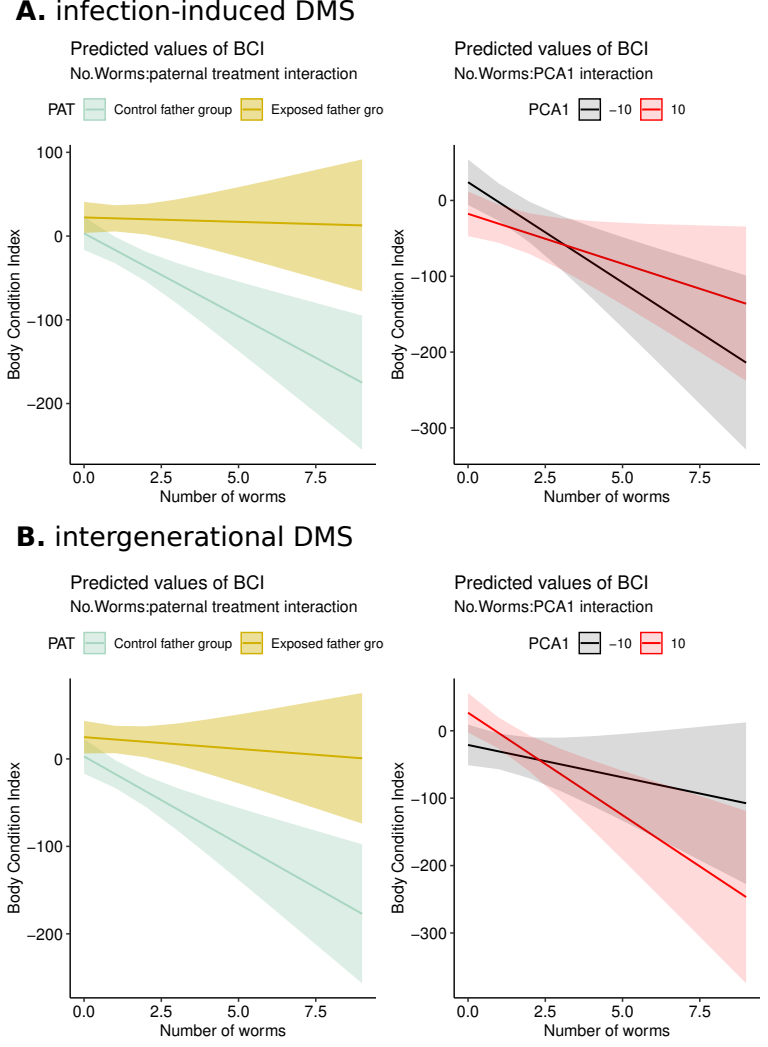 A. infection-induced DMS
Predicted values of BCI
No.Worms:paternal treatment interaction
PAT Control father group Exposed father gro
100
0
−100
−200
Body Condition Index
0.0 2.5 5.0 7.5
Number of worms
Predicted values of BCI
No.Worms:PCA1 interaction
PCA1 −10 10
0
−100
−200
−300
Body Condition Index
0.0 2.5 5.0 7.5
Number of worms
B. intergenerational DMS
Predicted values of BCI
No.Worms:paternal treatment interaction
PAT Control father group Exposed father gro
0
−100
−200
Body Condition Index
0.0 2.5 5.0 7.5
Number of worms
Predicted values of BCI
No.Worms:PCA1 interaction
PCA1 −10 10
0
−100
−200
−300
Body Condition Index
0.0 2.5 5.0 7.5
Number of worms